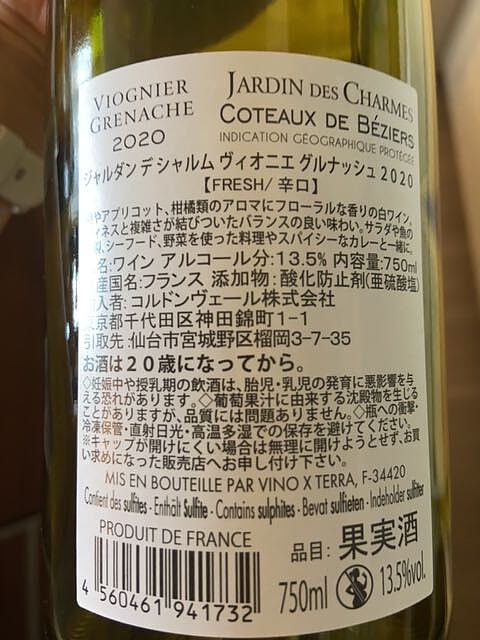 VIOGNIER
GRENACHE
2020
JARDIN DES CHARMES
COTEAUX DE BÉZIERS
INDICATION GÉOGRAPHIQUE PROTÉGÉE
ジャルダン デ シャルム ヴィオニエ グルナッシュ 2020
【FRESH/ 辛口】
やアプリコット、柑橘類のアロマにフローラルな香りの白ワイン。
ィネスと複雑さが結びついたバランスの良い味わい。サラダや魚の
、シーフード、野菜を使った料理やスパイシーなカレーと一緒に。
名:ワイン アルコール分:13.5% 内容量:750ml
産国名:フランス 添加物:酸化防止剤(亜硫酸塩)
入者:コルドンヴェール株式会社
京都千代田区神田錦町1-1
引取先:仙台市宮城野区榴岡3-7-35
お酒は20歳になってから。
◇妊娠中や授乳期の飲酒は、胎児・乳児の発育に悪影響を与
える恐れがあります。◇葡萄果汁に由来する沈殿物を生じる
ことがありますが、品質には問題ありません。◇瓶への衝撃・
冷凍保管・直射日光・高温多湿での保存を避けてください。
※キャップが開けにくい場合は無理に開けようとせず、お買
い求めになった販売店へお申し付け下さい。
MIS EN BOUTEILLE PAR VINO X TERRA, F-34420
Contient des sulfites - Enthält Sulfite - Contains sulphites - Bevat sulfieten - Indeholder sulfitter
PRODUIT DE FRANCE
品目: 果実酒
4 560461 941732
750ml
13.5%vol.